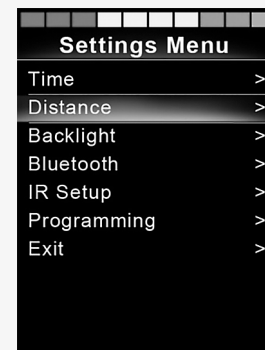 Settings Menu
Time >
Distance >
Backlight >
Bluetooth >
IR Setup >
Programming >
Exit >